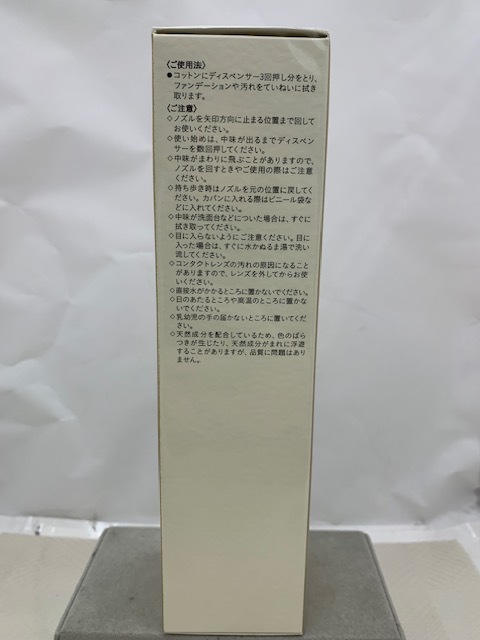 〈ご使用法〉
●コットンにディスペンサー3回押し分をとり、
ファンデーションや汚れをていねいに拭き
取ります。
〈ご注意〉
◇ノズルを矢印方向に止まる位置まで回して
お使いください。
◇使い始めは、中味が出るまでディスペン
サーを数回押してください。
◇中味がまわりに飛ぶことがありますので、
ノズルを回すときやご使用の際はご注意
ください。
◇持ち歩き時はノズルを元の位置に戻してく
ださい。カバンに入れる際はビニール袋な
どに入れてください。
◇中味が洗面台などについた場合は、すぐに
拭き取ってください。
◇目に入らないようにご注意ください。目に
入った場合は、すぐに水かぬるま湯で洗い
流してください。
◇コンタクトレンズの汚れの原因になること
がありますので、レンズを外してからお使
いください。
◇直接水がかかるところに置かないでください。
◇日のあたるところや高温のところに置かな
いでください。
◇乳幼児の手の届かないところに置いてくだ
さい。
◇天然成分を配合しているため、色のばら
つきが生じたり、天然成分がまれに浮遊
することがありますが、品質に問題はあり
ません。